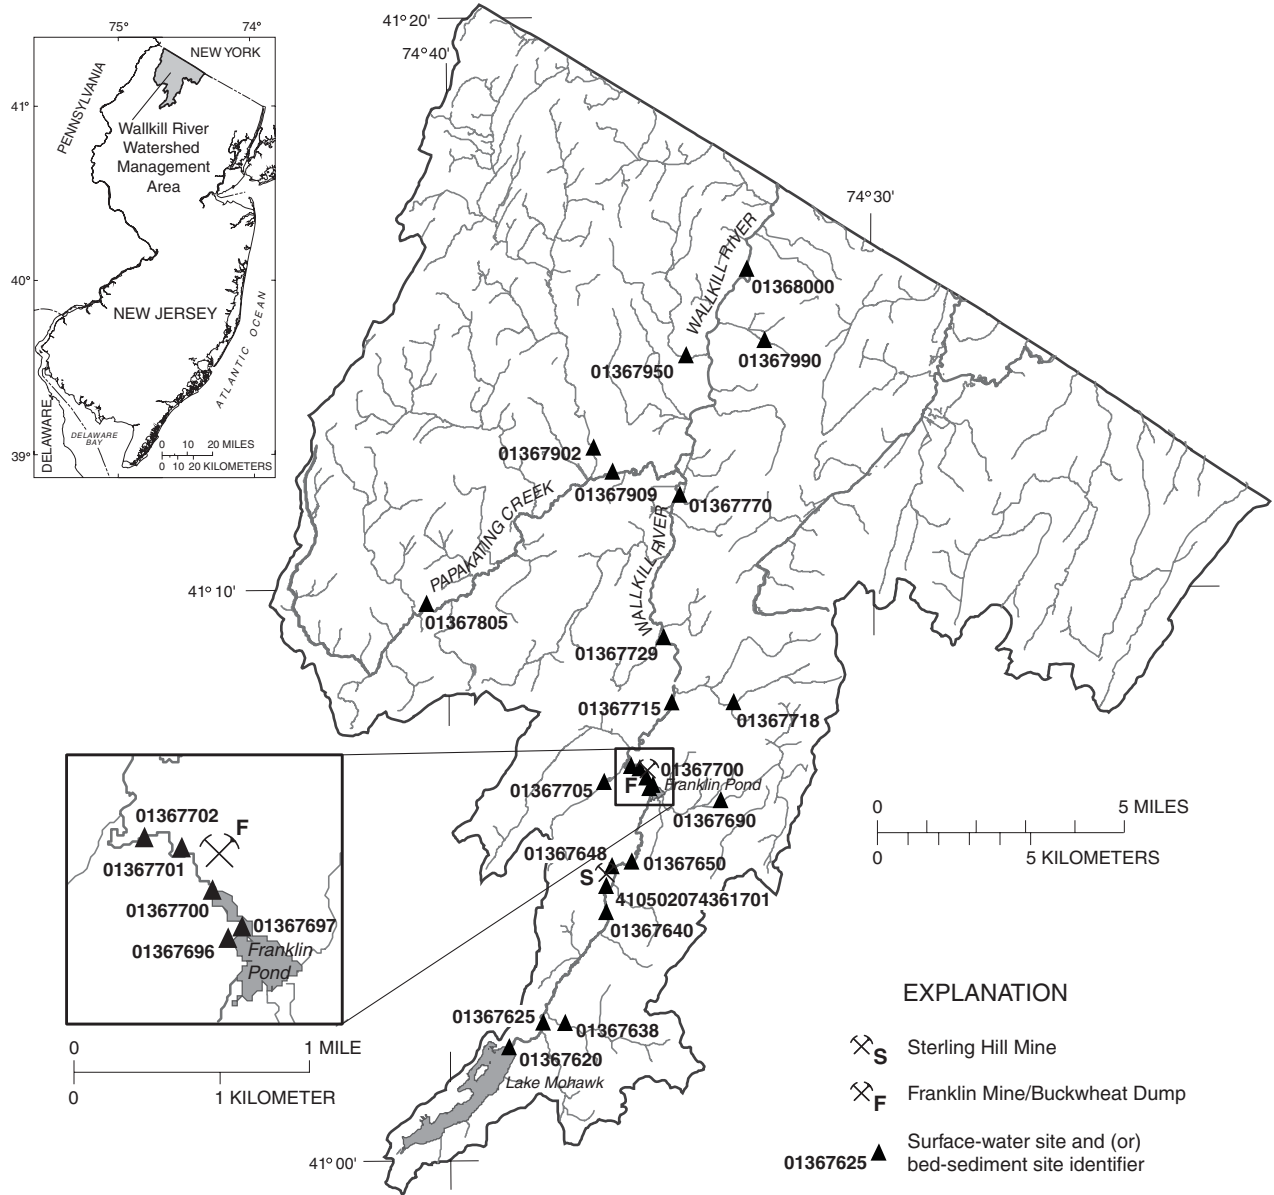 75°
74°
NEW YORK
PENNSYLVANIA
41°
Wallkill River
Watershed
Management
Area
40°
NEW JERSEY
ATLANTIC OCEAN
DELAWARE
DELAWARE
BAY
39°
0 10 20 MILES
0 10 20 KILOMETERS
41° 20'
74° 40'
74° 30'
WALLKILL RIVER
01368000
01367990
01367950
01367902
01367909
PAPAKATING CREEK
01367770
WALLKILL RIVER
41° 10'
01367805
01367729
01367715
01367718
01367700
F
Franklin Pond
01367705
01367690
01367648
01367650
S
410502074361701
01367640
01367625
01367638
01367620
Lake Mohawk
41° 00'
01367702
F
01367701
01367700
01367697
01367696
Franklin
Pond
0 1 MILE
0 1 KILOMETER
0 5 MILES
0 5 KILOMETERS
EXPLANATION
S Sterling Hill Mine
F Franklin Mine/Buckwheat Dump
01367625 Surface-water site and (or)
bed-sediment site identifier